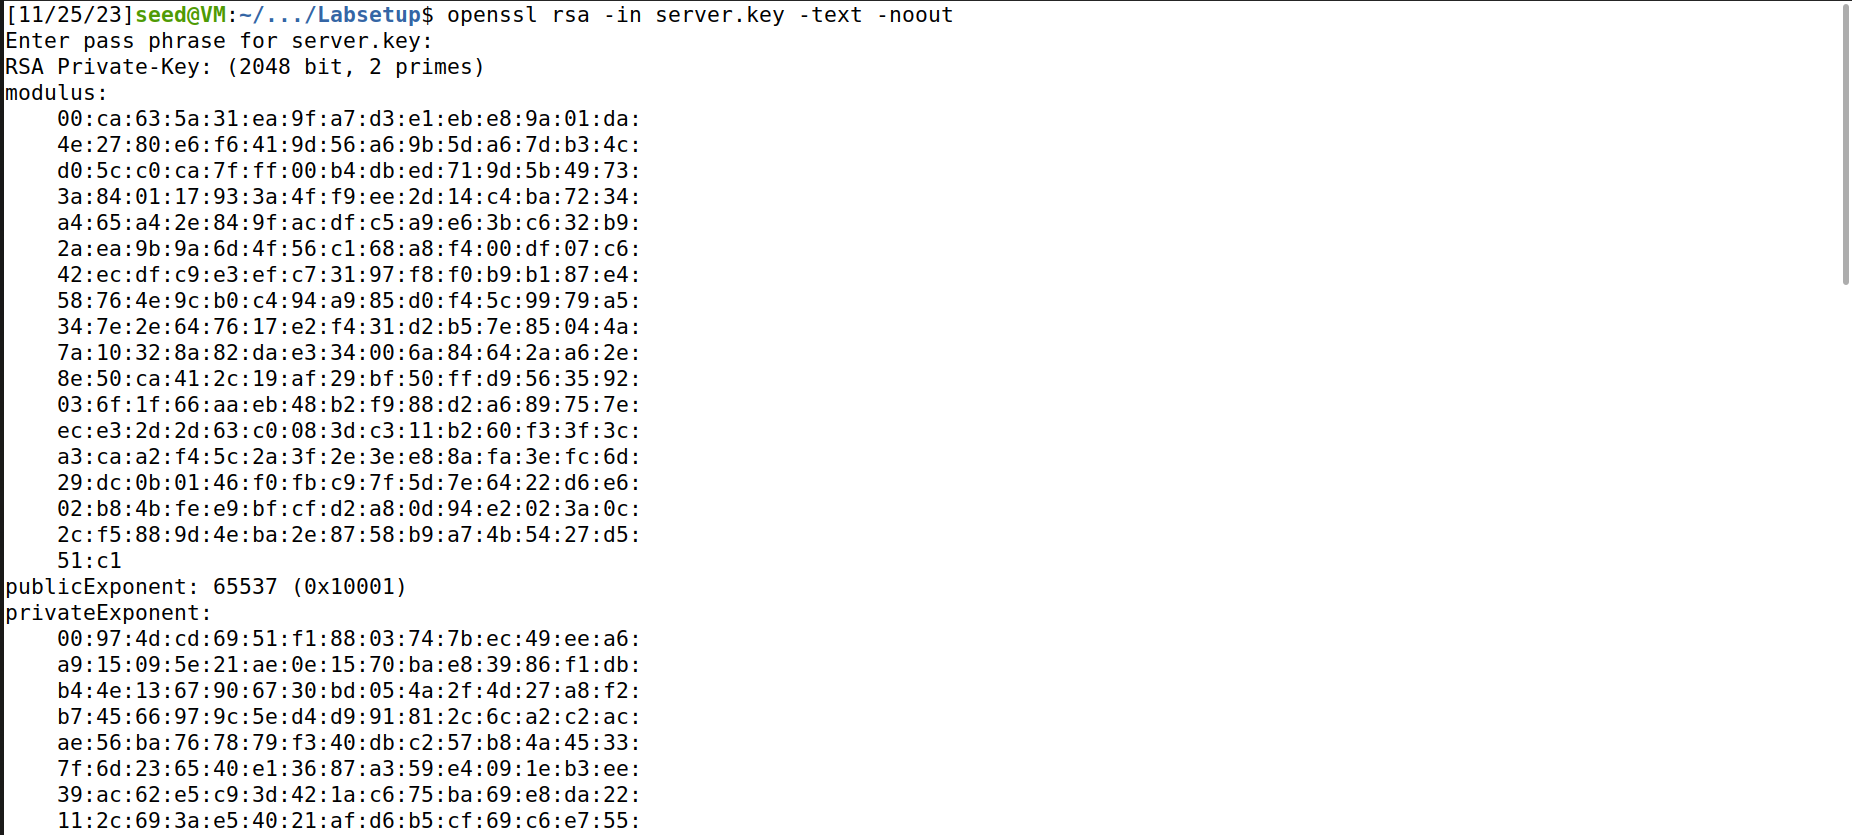 [11/25/23]seed@VM:~/.../Labsetup$ openssl rsa -in server.key -text -noout
Enter pass phrase for server.key:
RSA Private-Key: (2048 bit, 2 primes)
modulus:
    00:ca:63:5a:31:ea:9f:a7:d3:e1:eb:e8:9a:01:da:
    4e:27:80:e6:f6:41:9d:56:a6:9b:5d:a6:7d:b3:4c:
    d0:5c:c0:ca:7f:ff:00:b4:db:ed:71:9d:5b:49:73:
    3a:84:01:17:93:3a:4f:f9:ee:2d:14:c4:ba:72:34:
    a4:65:a4:2e:84:9f:ac:df:c5:a9:e6:3b:c6:32:b9:
    2a:ea:9b:9a:6d:4f:56:c1:68:a8:f4:00:df:07:c6:
    42:ec:df:c9:e3:ef:c7:31:97:f8:f0:b9:b1:87:e4:
    58:76:4e:9c:b0:c4:94:a9:85:d0:f4:5c:99:79:a5:
    34:7e:2e:64:76:17:e2:f4:31:d2:b5:7e:85:04:4a:
    7a:10:32:8a:82:da:e3:34:00:6a:84:64:2a:a6:2e:
    8e:50:ca:41:2c:19:af:29:bf:50:ff:d9:56:35:92:
    03:6f:1f:66:aa:eb:48:b2:f9:88:d2:a6:89:75:7e:
    ec:e3:2d:2d:63:c0:08:3d:c3:11:b2:60:f3:3f:3c:
    a3:ca:a2:f4:5c:2a:3f:2e:3e:e8:8a:fa:3e:fc:6d:
    29:dc:0b:01:46:f0:fb:c9:7f:5d:7e:64:22:d6:e6:
    02:b8:4b:fe:e9:bf:cf:d2:a8:0d:94:e2:02:3a:0c:
    2c:f5:88:9d:4e:ba:2e:87:58:b9:a7:4b:54:27:d5:
    51:c1
publicExponent: 65537 (0x10001)
privateExponent:
    00:97:4d:cd:69:51:f1:88:03:74:7b:ec:49:ee:a6:
    a9:15:09:5e:21:ae:0e:15:70:ba:e8:39:86:f1:db:
    b4:4e:13:67:90:67:30:bd:05:4a:2f:4d:27:a8:f2:
    b7:45:66:97:9c:5e:d4:d9:91:81:2c:6c:a2:c2:ac:
    ae:56:ba:76:78:79:f3:40:db:c2:57:b8:4a:45:33:
    7f:6d:23:65:40:e1:36:87:a3:59:e4:09:1e:b3:ee:
    39:ac:62:e5:c9:3d:42:1a:c6:75:ba:69:e8:da:22:
    11:2c:69:3a:e5:40:21:af:d6:b5:cf:69:c6:e7:55: